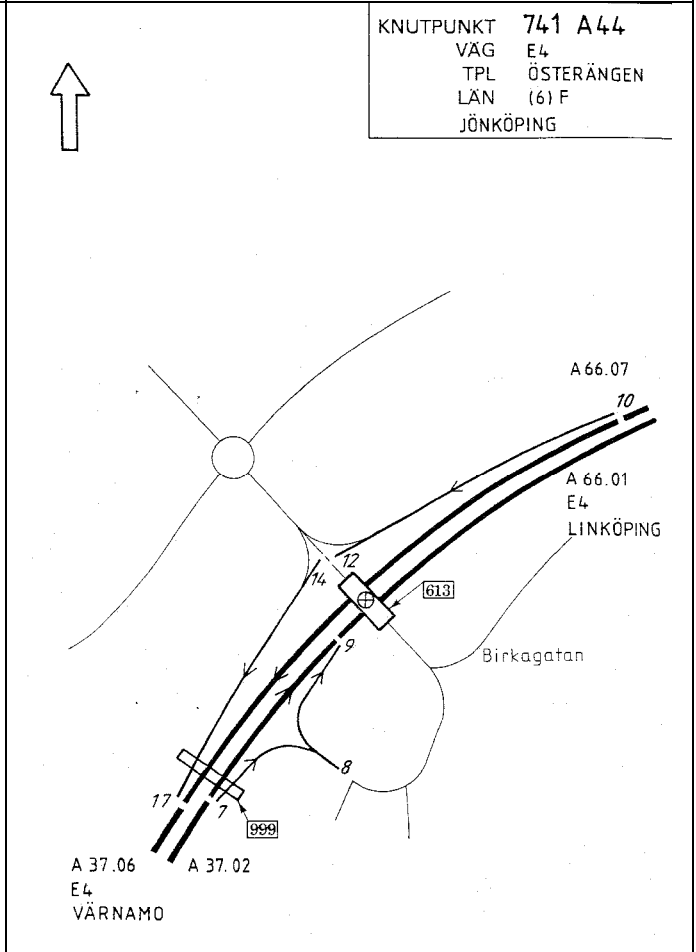 KNUTPUNKT 741 A44
VÄG E4
TPL ÖSTERÄNGEN
LÄN (6) F
JÖNKÖPING
A 66.07
10
A 66.01
E4
LINKÖPING
12
14
613
9
Birkagatan
8
17
7
999
A 37.06
A 37.02
E4
VÄRNAMO